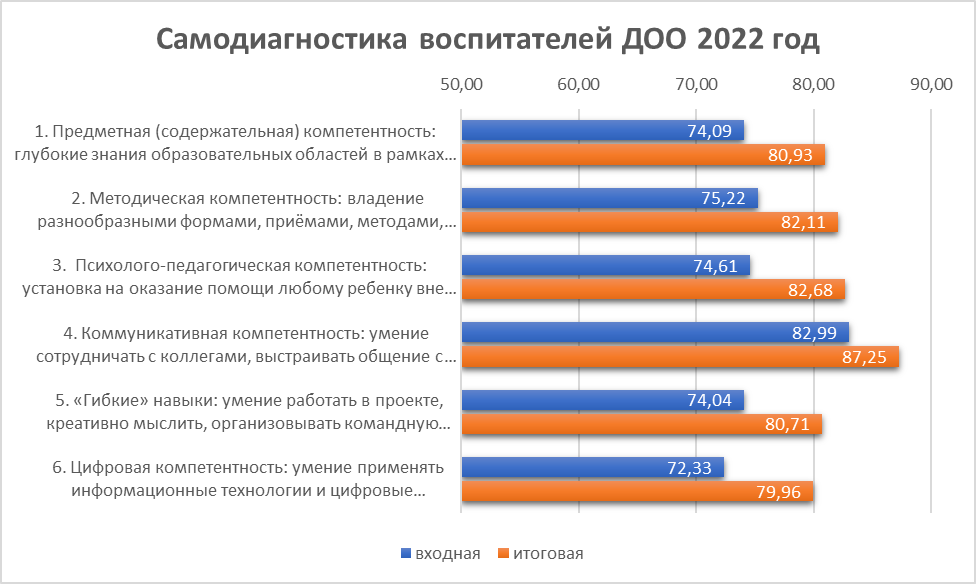 Самодиагностика воспитателей ДОО 2022 год
50,00 60,00 70,00 80,00 90,00
1. Предметная (содержательная) компетентность:
глубокие знания образовательных областей в рамках...
74,09
80,93
2. Методическая компетентность: владение
разнообразными формами, приёмами, методами,...
75,22
82,11
3.  Психолого-педагогическая компетентность:
установка на оказание помощи любому ребенку вне...
74,61
82,68
4. Коммуникативная компетентность: умение
сотрудничать с коллегами, выстраивать общение с...
82,99
87,25
5. «Гибкие» навыки: умение работать в проекте,
креативно мыслить, организовывать командную...
74,04
80,71
6. Цифровая компетентность: умение применять
информационные технологии и цифровые...
72,33
79,96
входная итоговая